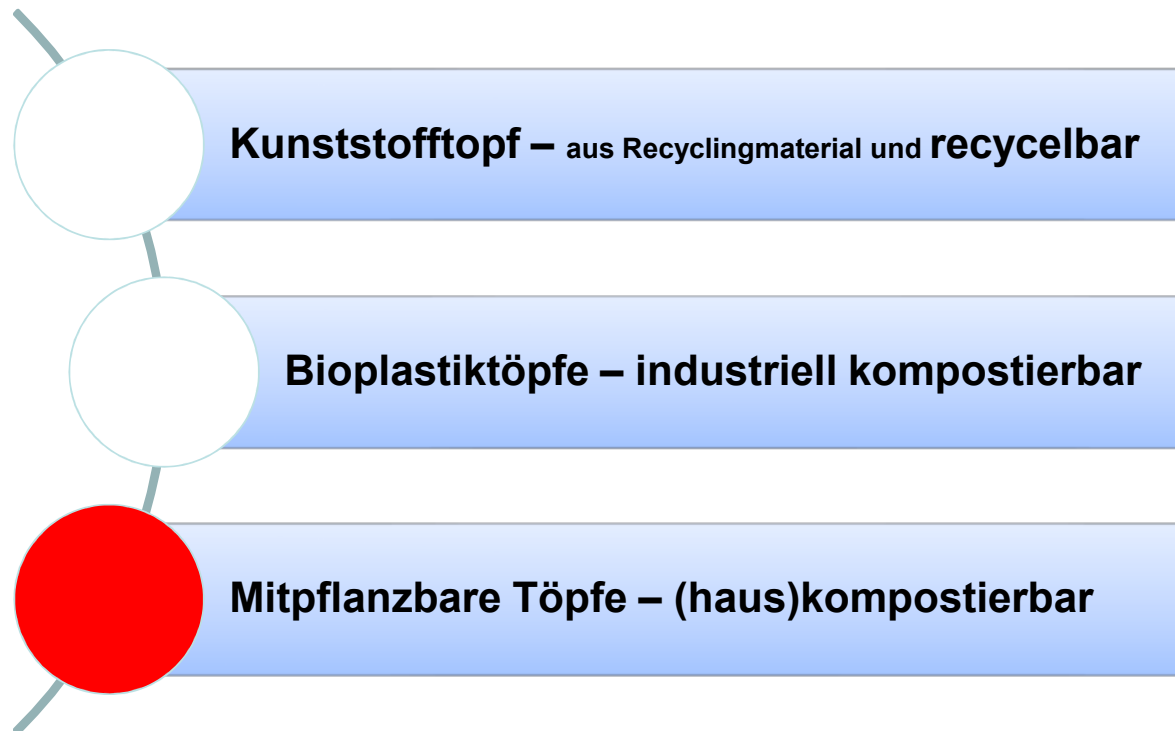 Kunststofftopf – aus Recyclingmaterial und recycelbar
Bioplastiktöpfe – industriell kompostierbar
Mitpflanzbare Töpfe – (haus)kompostierbar